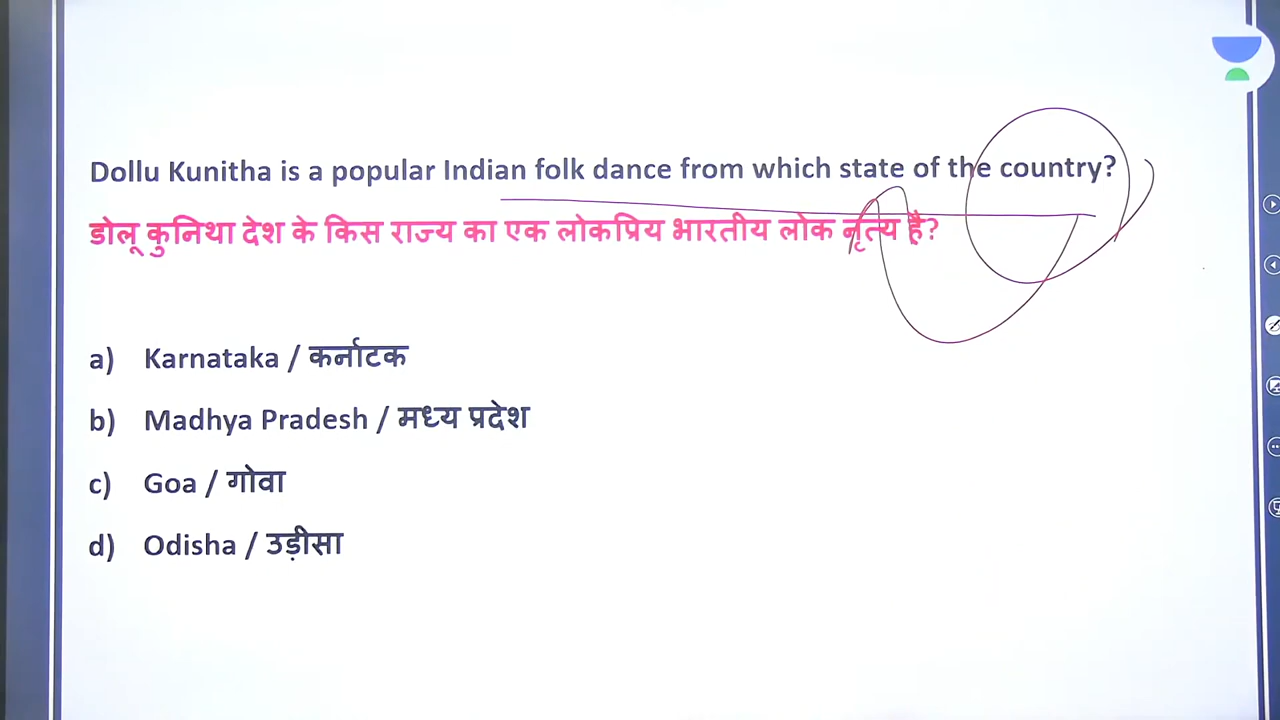 Dollu Kunitha is a popular Indian folk dance from which state of the country?
डोलू कुनिथा देश के किस राज्य का एक लोकप्रिय भारतीय लोक नृत्य है?
a) Karnataka / कर्नाटक
b) Madhya Pradesh / मध्य प्रदेश
c) Goa / गोवा
d) Odisha / उड़ीसा